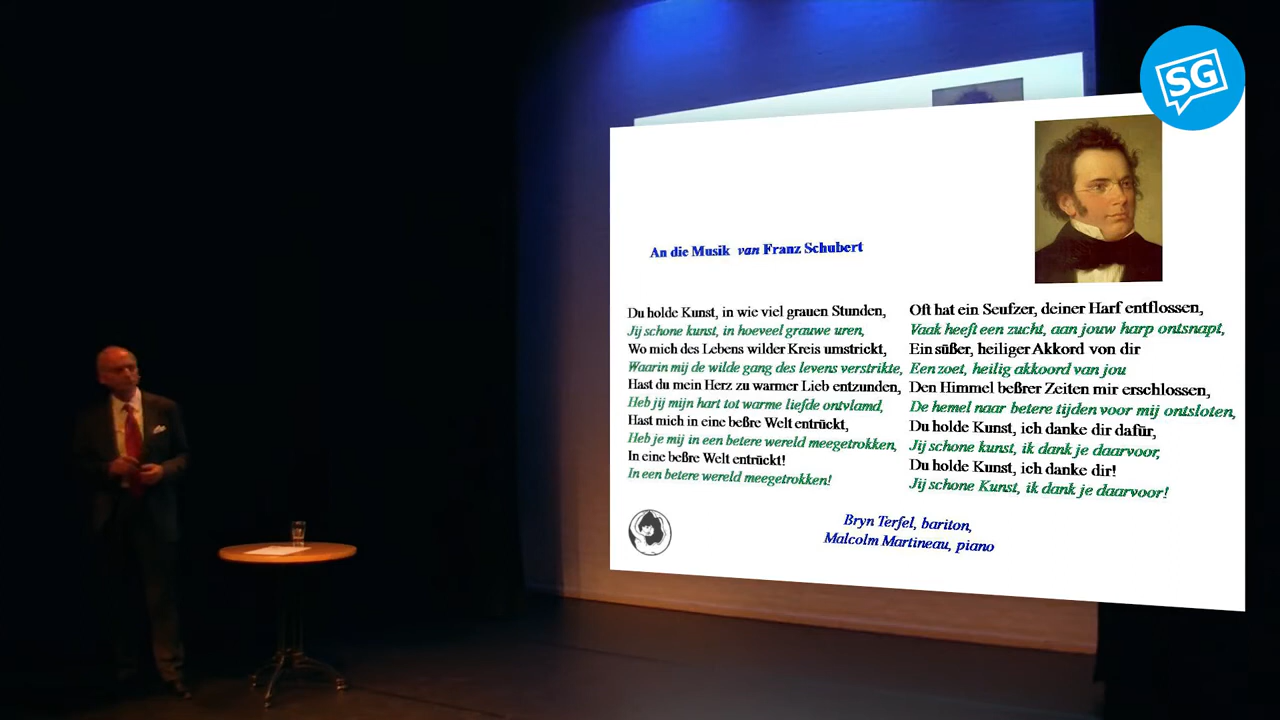 SG
An die Musik van Franz Schubert
Du holde Kunst, in wie viel grauen Stunden,
Jij schone kunst, in hoeveel grauwe uren,
Wo mich des Lebens wilder Kreis umstrickt,
Waarin mij de wilde gang des levens verstrikte,
Hast du mein Herz zu warmer Lieb entzunden,
Heb jij mijn hart tot warme liefde ontvlamd,
Hast mich in eine beßre Welt entrückt,
Heb je mij in een betere wereld meegetrokken,
In eine beßre Welt entrückt!
In een betere wereld meegetrokken!
Oft hat ein Seufzer, deiner Harf entflossen,
Vaak heeft een zucht, aan jouw harp ontsnapt,
Ein süßer, heiliger Akkord von dir
Een zoet, heilig akkoord van jou
Den Himmel beßrer Zeiten mir erschlossen,
De hemel naar betere tijden voor mij ontsloten,
Du holde Kunst, ich danke dir dafür,
Jij schone kunst, ik dank je daarvoor,
Du holde Kunst, ich danke dir!
Jij schone Kunst, ik dank je daarvoor!
Bryn Terfel, bariton,
Malcolm Martineau, piano